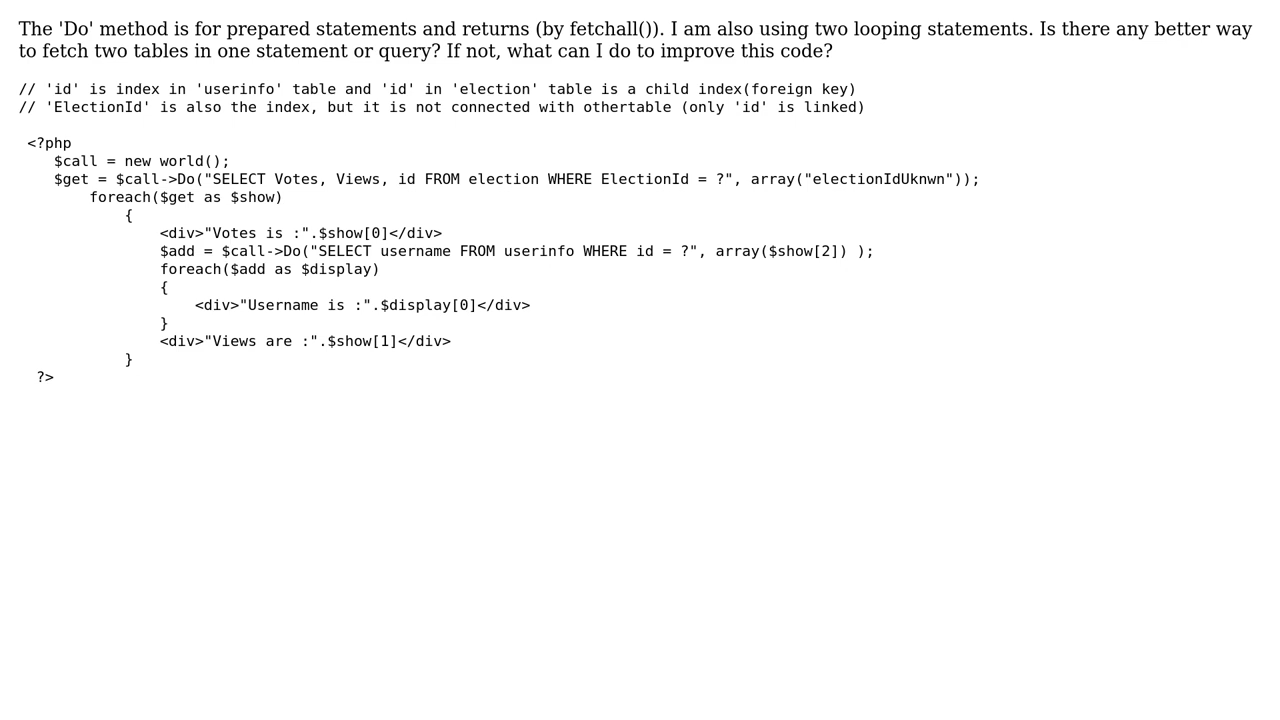 The 'Do' method is for prepared statements and returns (by fetchall()). I am also using two looping statements. Is there any better way
to fetch two tables in one statement or query? If not, what can I do to improve this code?

// 'id' is index in 'userinfo' table and 'id' in 'election' table is a child index(foreign key)
// 'ElectionId' is also the index, but it is not connected with othertable (only 'id' is linked)

 <?php
    $call = new world();
    $get = $call->Do("SELECT Votes, Views, id FROM election WHERE ElectionId = ?", array("electionIdUknwn"));
        foreach($get as $show)
            {
                <div>"Votes is :".$show[0]</div>
                $add = $call->Do("SELECT username FROM userinfo WHERE id = ?", array($show[2]) );
                foreach($add as $display)
                {
                    <div>"Username is :".$display[0]</div>
                }
                <div>"Views are :".$show[1]</div>
            }
  ?>